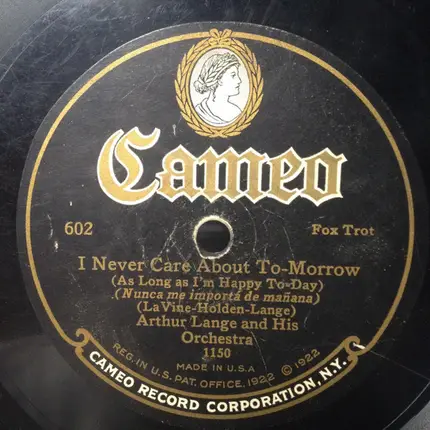 Cameo
602
Fox Trot
I Never Care About To-Morrow
(As Long as I'm Happy To-Day)
(Nunca me importá de mañana)
(LaVine-Holden-Lange)
Arthur Lange and His
Orchestra
1150
MADE IN U.S.A
REG. IN U.S. PAT. OFFICE. 1922 © 1922
CAMEO RECORD CORPORATION, N.Y.